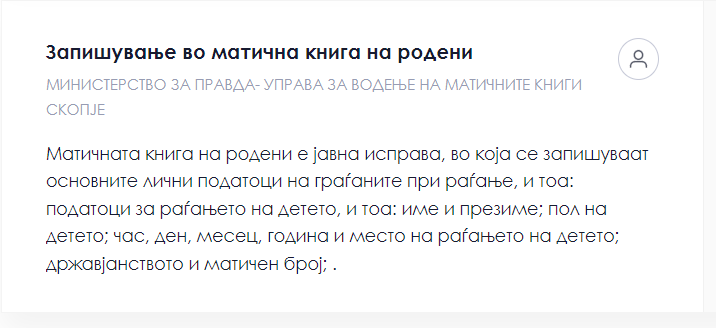 Запишување во матична книга на родени
МИНИСТЕРСТВО ЗА ПРАВДА- УПРАВА ЗА ВОДЕЊЕ НА МАТИЧНИТЕ КНИГИ
СКОПЈЕ
Матичната книга на родени е јавна исправа, во која се запишуваат
основните лични податоци на граѓаните при раѓање, и тоа:
податоци за раѓањето на детето, и тоа: име и презиме; пол на
детето; час, ден, месец, година и место на раѓањето на детето;
државјанството и матичен број; .